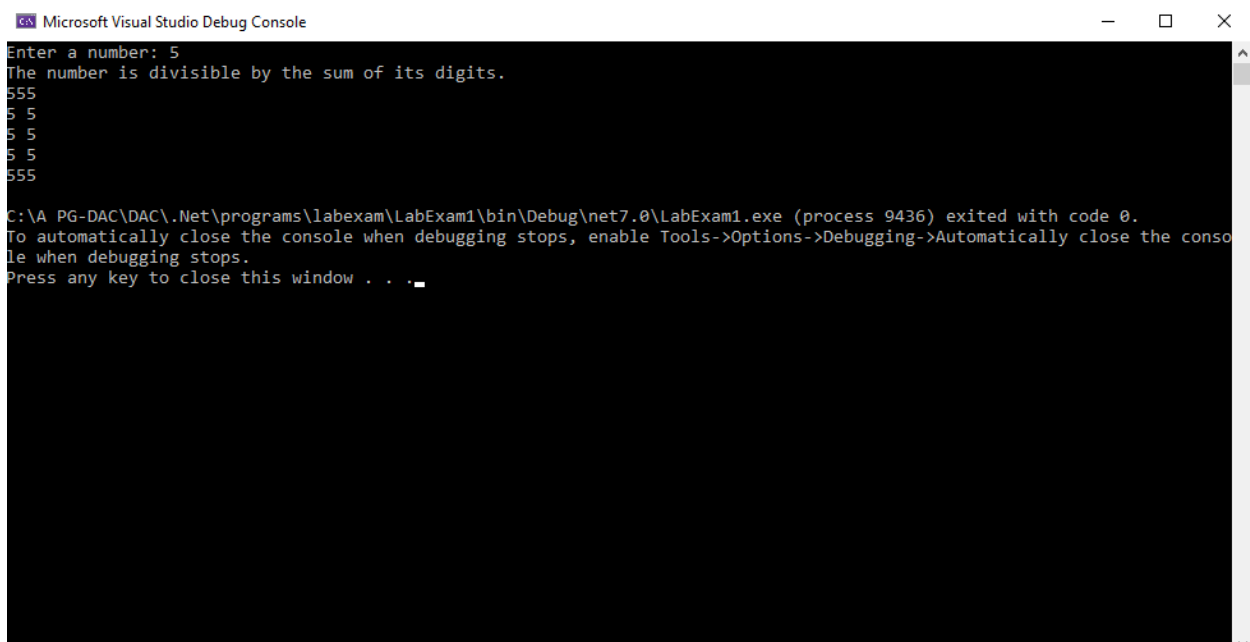 Microsoft Visual Studio Debug Console
Enter a number: 5
The number is divisible by the sum of its digits.
555
5 5
5 5
5 5
555
C:\A PG-DAC\DAC\.Net\programs\labexam\LabExam1\bin\Debug\net7.0\LabExam1.exe (process 9436) exited with code 0.
To automatically close the console when debugging stops, enable Tools->Options->Debugging->Automatically close the conso
le when debugging stops.
Press any key to close this window . . .